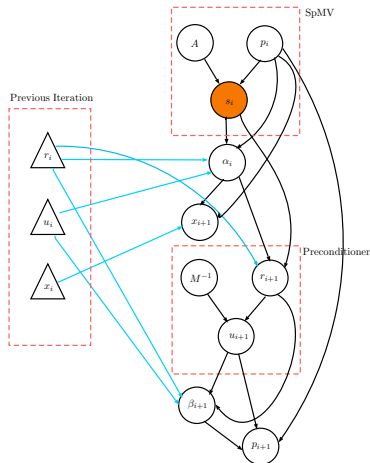 SpMV
A
p_i
s_i
Previous Iteration
r_i
α_i
u_i
x_{i+1}
Preconditioner
x_i
M^{-1}
r_{i+1}
u_{i+1}
β_{i+1}
p_{i+1}